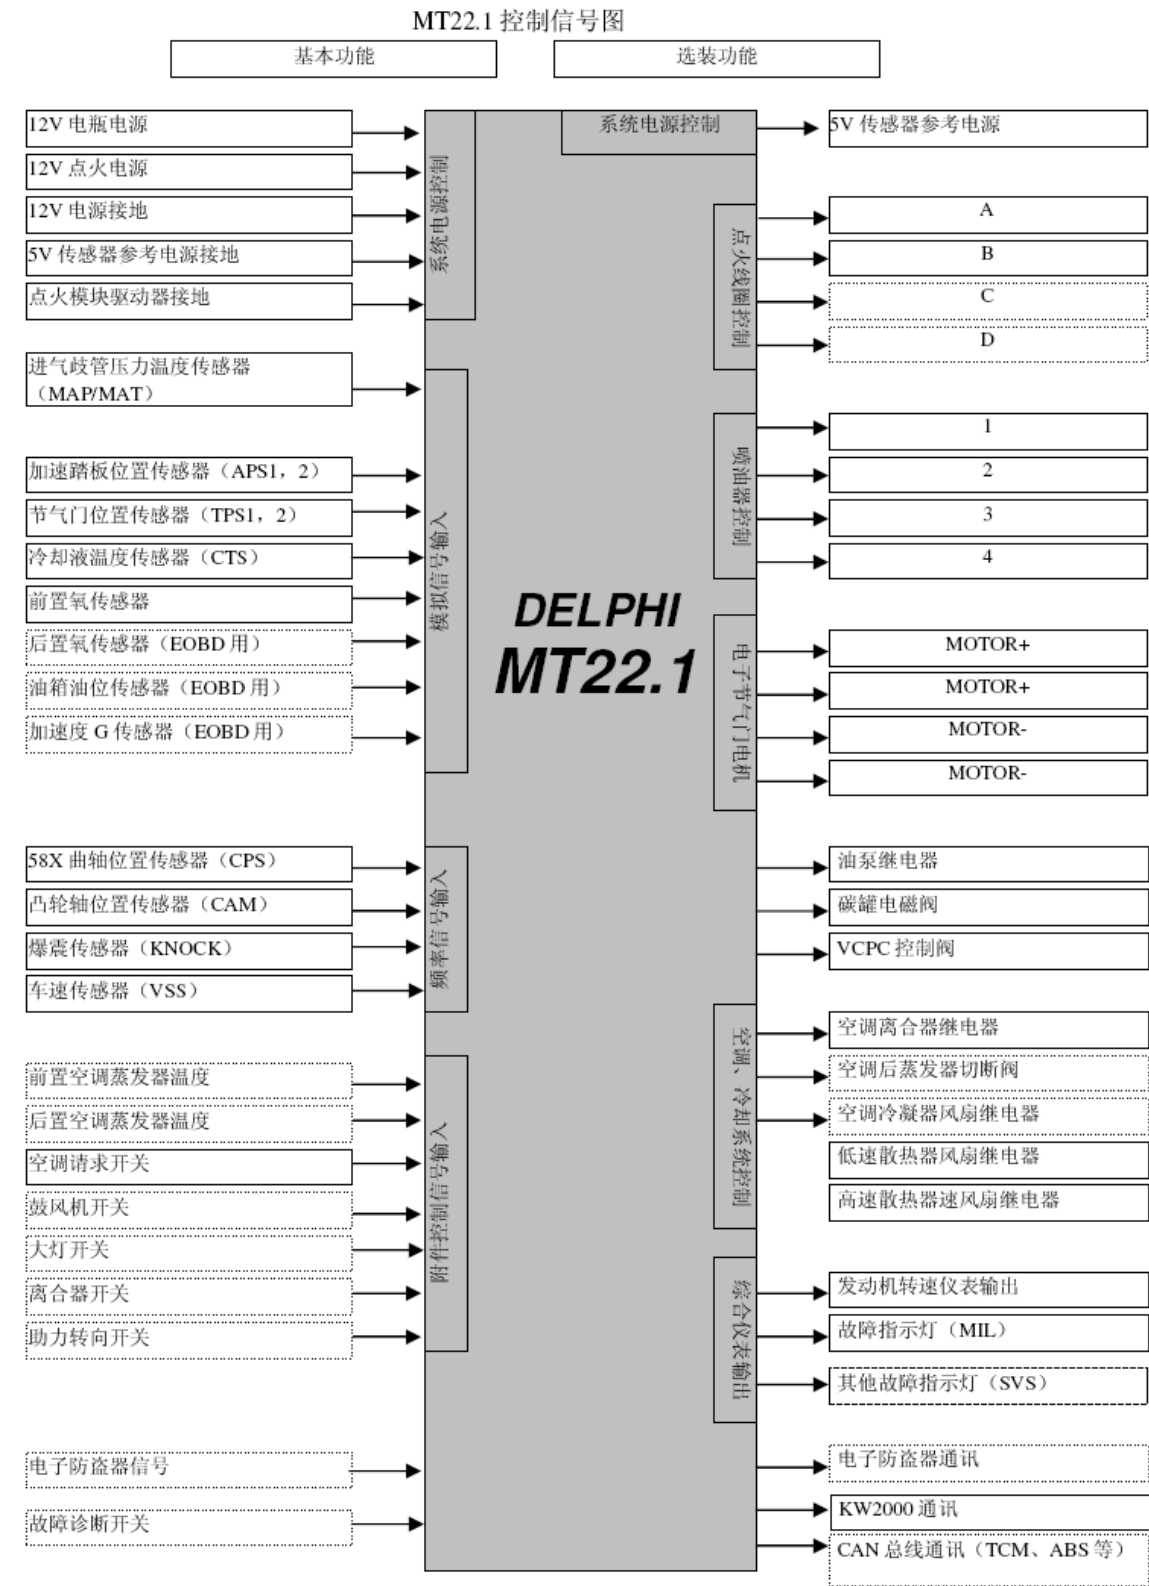 MT22.1 控制信号图
基本功能
选装功能
12V 电瓶电源
12V 点火电源
12V 电源接地
5V 传感器参考电源接地
点火模块驱动器接地
进气歧管压力温度传感器
（MAP/MAT）
加速踏板位置传感器（APS1，2）
节气门位置传感器（TPS1，2）
冷却液温度传感器（CTS）
前置氧传感器
后置氧传感器（EOBD 用）
油箱油位传感器（EOBD 用）
加速度 G 传感器（EOBD 用）
58X 曲轴位置传感器（CPS）
凸轮轴位置传感器（CAM）
爆震传感器（KNOCK）
车速传感器（VSS）
前置空调蒸发器温度
后置空调蒸发器温度
空调请求开关
鼓风机开关
大灯开关
离合器开关
助力转向开关
电子防盗器信号
故障诊断开关
系统电源控制
模拟信号输入
频率信号输入
附件控制信号输入
DELPHI
MT22.1
系统电源控制
点火线圈控制
喷油器控制
电子节气门电机
空调、冷却系统控制
综合仪表输出
5V 传感器参考电源
A
B
C
D
1
2
3
4
MOTOR+
MOTOR+
MOTOR-
MOTOR-
油泵继电器
碳罐电磁阀
VCPC 控制阀
空调离合器继电器
空调后蒸发器切断阀
空调冷凝器风扇继电器
低速散热器风扇继电器
高速散热器速风扇继电器
发动机转速仪表输出
故障指示灯（MIL）
其他故障指示灯（SVS）
电子防盗器通讯
KW2000 通讯
CAN 总线通讯（TCM、ABS 等）